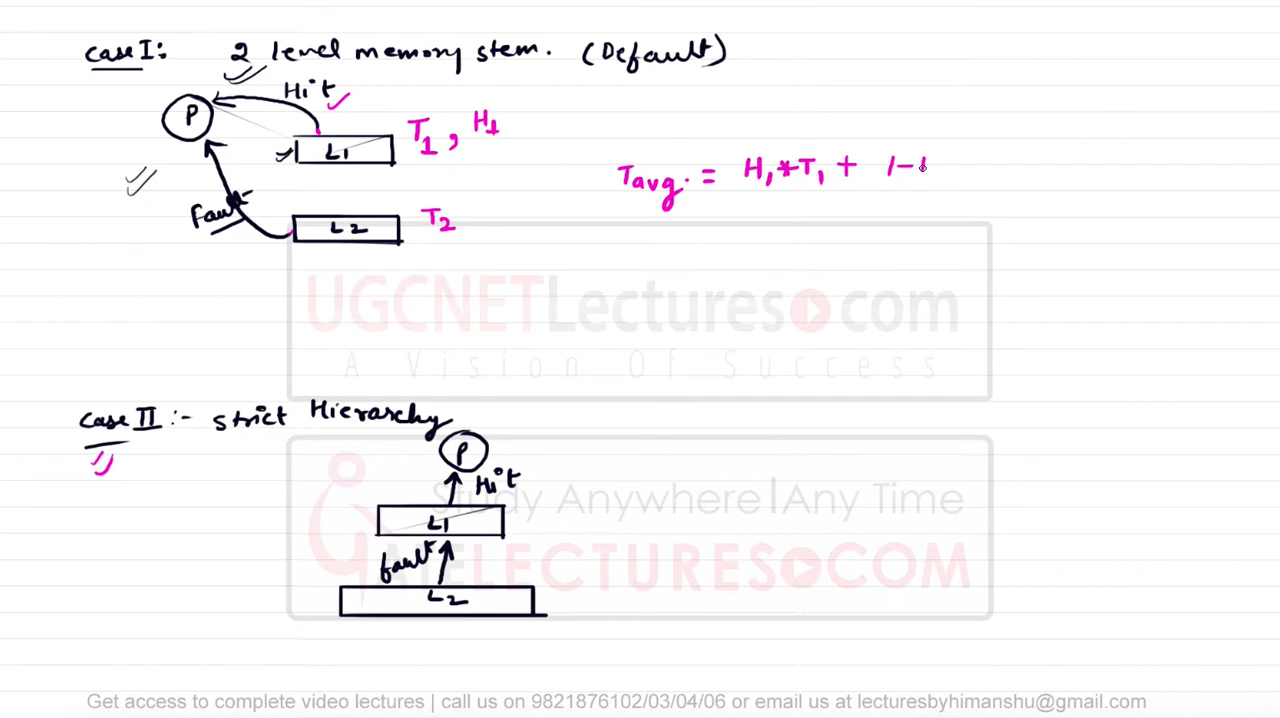 case I: 2 level memory stem. (Default)
Hit
P
L1
T1, H1
Tavg. = H1*T1 + 1-
Fault
L2
T2
UGCNETLectures.com
A Vision Of Success
Case II :- strict Hierarchy
P
Hit
Study Anywhere|Any Time
L1
fault
GATELECTURES.COM
L2
Get access to complete video lectures | call us on 9821876102/03/04/06 or email us at lecturesbyhimanshu@gmail.com